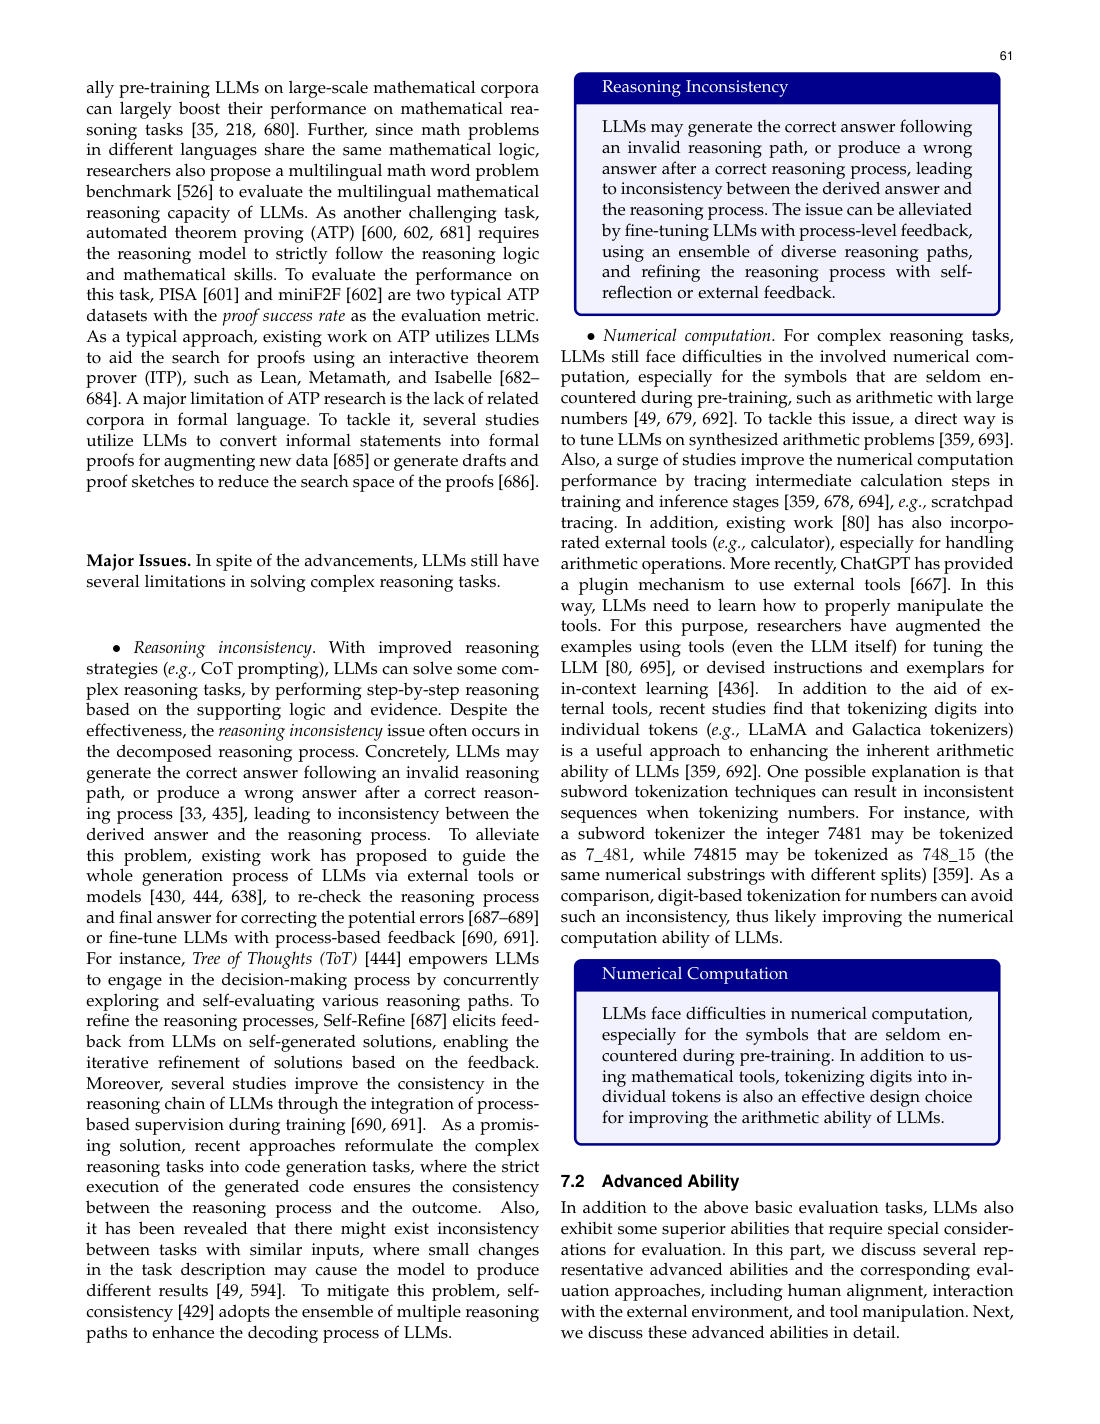 61
ally pre-training LLMs on large-scale mathematical corpora
can largely boost their performance on mathematical rea-
soning tasks [35, 218, 680]. Further, since math problems
in different languages share the same mathematical logic,
researchers also propose a multilingual math word problem
benchmark [526] to evaluate the multilingual mathematical
reasoning capacity of LLMs. As another challenging task,
automated theorem proving (ATP) [600, 602, 681] requires
the reasoning model to strictly follow the reasoning logic
and mathematical skills. To evaluate the performance on
this task, PISA [601] and miniF2F [602] are two typical ATP
datasets with the proof success rate as the evaluation metric.
As a typical approach, existing work on ATP utilizes LLMs
to aid the search for proofs using an interactive theorem
prover (ITP), such as Lean, Metamath, and Isabelle [682–
684]. A major limitation of ATP research is the lack of related
corpora in formal language. To tackle it, several studies
utilize LLMs to convert informal statements into formal
proofs for augmenting new data [685] or generate drafts and
proof sketches to reduce the search space of the proofs [686].
Major Issues. In spite of the advancements, LLMs still have
several limitations in solving complex reasoning tasks.
• Reasoning inconsistency. With improved reasoning
strategies (e.g., CoT prompting), LLMs can solve some com-
plex reasoning tasks, by performing step-by-step reasoning
based on the supporting logic and evidence. Despite the
effectiveness, the reasoning inconsistency issue often occurs in
the decomposed reasoning process. Concretely, LLMs may
generate the correct answer following an invalid reasoning
path, or produce a wrong answer after a correct reason-
ing process [33, 435], leading to inconsistency between the
derived answer and the reasoning process. To alleviate
this problem, existing work has proposed to guide the
whole generation process of LLMs via external tools or
models [430, 444, 638], to re-check the reasoning process
and final answer for correcting the potential errors [687–689]
or fine-tune LLMs with process-based feedback [690, 691].
For instance, Tree of Thoughts (ToT) [444] empowers LLMs
to engage in the decision-making process by concurrently
exploring and self-evaluating various reasoning paths. To
refine the reasoning processes, Self-Refine [687] elicits feed-
back from LLMs on self-generated solutions, enabling the
iterative refinement of solutions based on the feedback.
Moreover, several studies improve the consistency in the
reasoning chain of LLMs through the integration of process-
based supervision during training [690, 691]. As a promis-
ing solution, recent approaches reformulate the complex
reasoning tasks into code generation tasks, where the strict
execution of the generated code ensures the consistency
between the reasoning process and the outcome. Also,
it has been revealed that there might exist inconsistency
between tasks with similar inputs, where small changes
in the task description may cause the model to produce
different results [49, 594]. To mitigate this problem, self-
consistency [429] adopts the ensemble of multiple reasoning
paths to enhance the decoding process of LLMs.
Reasoning Inconsistency
LLMs may generate the correct answer following
an invalid reasoning path, or produce a wrong
answer after a correct reasoning process, leading
to inconsistency between the derived answer and
the reasoning process. The issue can be alleviated
by fine-tuning LLMs with process-level feedback,
using an ensemble of diverse reasoning paths,
and refining the reasoning process with self-
reflection or external feedback.
• Numerical computation. For complex reasoning tasks,
LLMs still face difficulties in the involved numerical com-
putation, especially for the symbols that are seldom en-
countered during pre-training, such as arithmetic with large
numbers [49, 679, 692]. To tackle this issue, a direct way is
to tune LLMs on synthesized arithmetic problems [359, 693].
Also, a surge of studies improve the numerical computation
performance by tracing intermediate calculation steps in
training and inference stages [359, 678, 694], e.g., scratchpad
tracing. In addition, existing work [80] has also incorpo-
rated external tools (e.g., calculator), especially for handling
arithmetic operations. More recently, ChatGPT has provided
a plugin mechanism to use external tools [667]. In this
way, LLMs need to learn how to properly manipulate the
tools. For this purpose, researchers have augmented the
examples using tools (even the LLM itself) for tuning the
LLM [80, 695], or devised instructions and exemplars for
in-context learning [436]. In addition to the aid of ex-
ternal tools, recent studies find that tokenizing digits into
individual tokens (e.g., LLaMA and Galactica tokenizers)
is a useful approach to enhancing the inherent arithmetic
ability of LLMs [359, 692]. One possible explanation is that
subword tokenization techniques can result in inconsistent
sequences when tokenizing numbers. For instance, with
a subword tokenizer the integer 7481 may be tokenized
as 7_481, while 74815 may be tokenized as 748_15 (the
same numerical substrings with different splits) [359]. As a
comparison, digit-based tokenization for numbers can avoid
such an inconsistency, thus likely improving the numerical
computation ability of LLMs.
Numerical Computation
LLMs face difficulties in numerical computation,
especially for the symbols that are seldom en-
countered during pre-training. In addition to us-
ing mathematical tools, tokenizing digits into in-
dividual tokens is also an effective design choice
for improving the arithmetic ability of LLMs.
7.2 Advanced Ability
In addition to the above basic evaluation tasks, LLMs also
exhibit some superior abilities that require special consider-
ations for evaluation. In this part, we discuss several rep-
resentative advanced abilities and the corresponding eval-
uation approaches, including human alignment, interaction
with the external environment, and tool manipulation. Next,
we discuss these advanced abilities in detail.